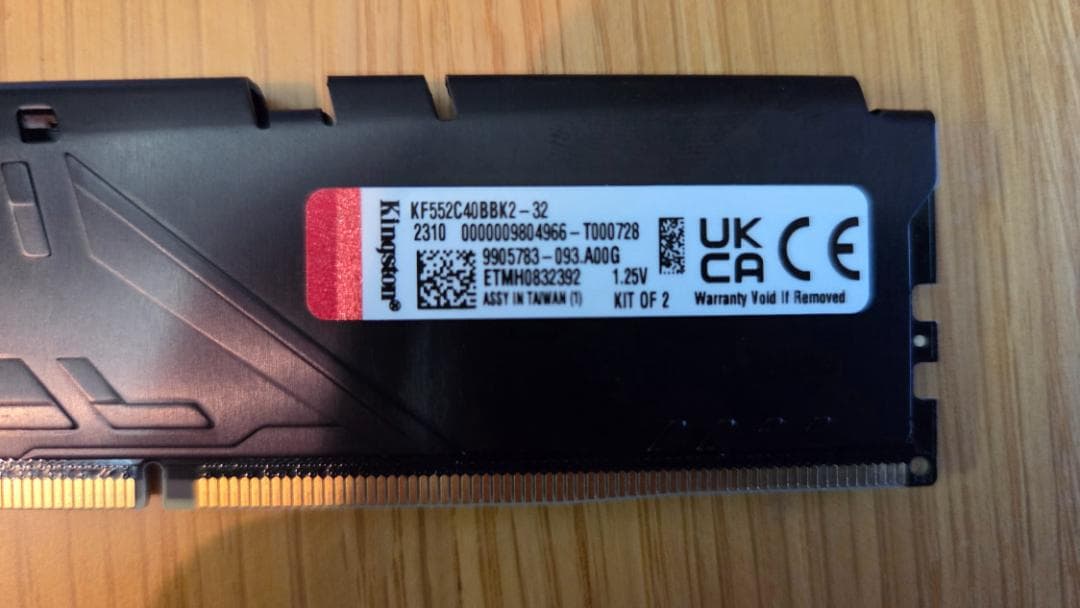 Kingston®
KF552C40BBK2-32
2310 0000009804966-T000728
9905783-093.A00G
ETMH0832392 1.25V
ASSY IN TAIWAN (1) KIT OF 2
UK
CA
CE
Warranty Void If Removed